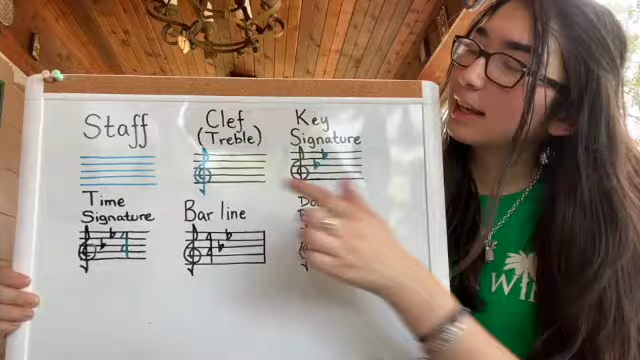 Staff
Clef
(Treble)
Key
Signature
Time
Signature
Bar line